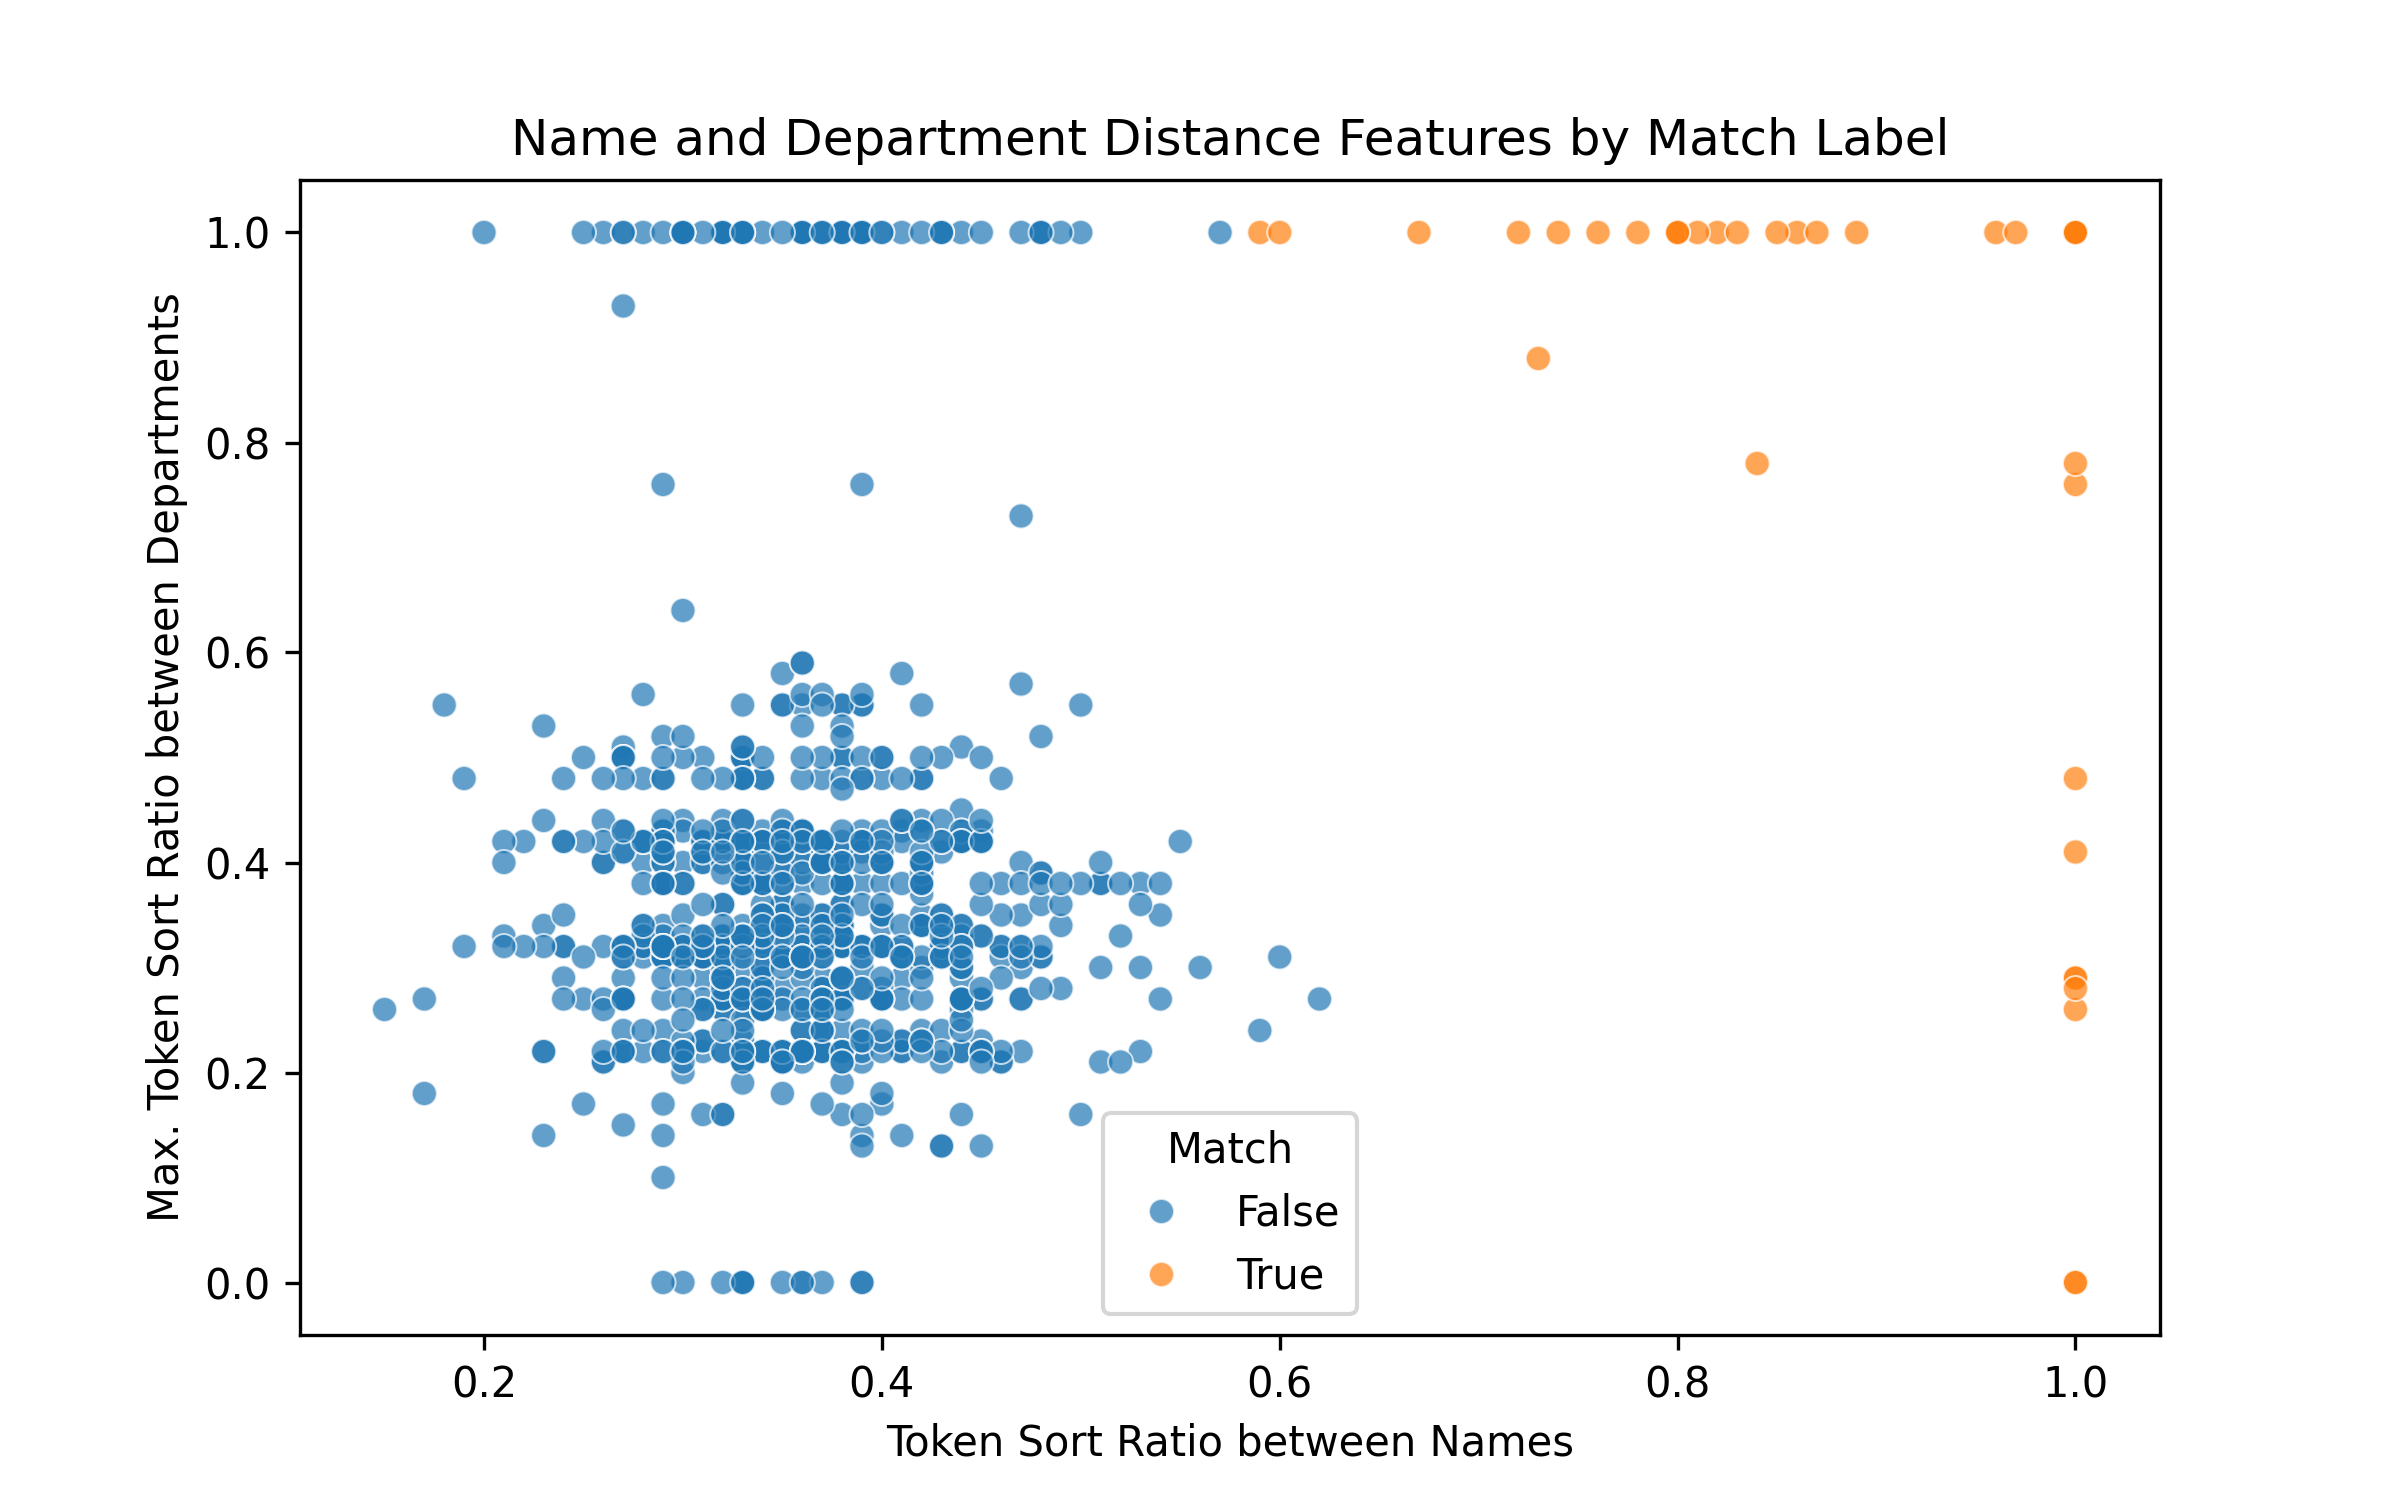 Name and Department Distance Features by Match Label
Max. Token Sort Ratio between Departments
1.0
0.8
0.6
0.4
0.2
0.0
Match
False
True
0.2 0.4 0.6 0.8 1.0
Token Sort Ratio between Names